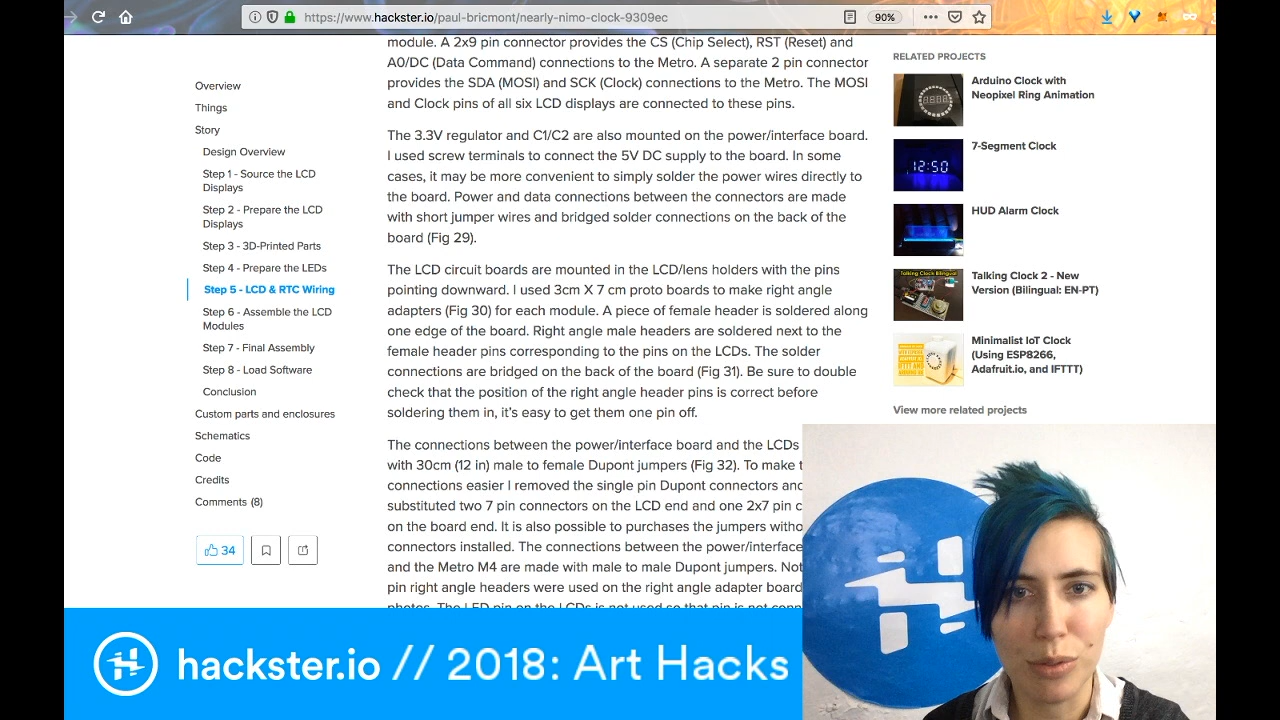 https://www.hackster.io/paul-bricmont/nearly-nimo-clock-9309ec
90%
Overview
Things
Story
Design Overview
Step 1 - Source the LCD
Displays
Step 2 - Prepare the LCD
Displays
Step 3 - 3D-Printed Parts
Step 4 - Prepare the LEDs
Step 5 - LCD & RTC Wiring
Step 6 - Assemble the LCD
Modules
Step 7 - Final Assembly
Step 8 - Load Software
Conclusion
Custom parts and enclosures
Schematics
Code
Credits
Comments (8)
34
module. A 2x9 pin connector provides the CS (Chip Select), RST (Reset) and
A0/DC (Data Command) connections to the Metro. A separate 2 pin connector
provides the SDA (MOSI) and SCK (Clock) connections to the Metro. The MOSI
and Clock pins of all six LCD displays are connected to these pins.
The 3.3V regulator and C1/C2 are also mounted on the power/interface board.
I used screw terminals to connect the 5V DC supply to the board. In some
cases, it may be more convenient to simply solder the power wires directly to
the board. Power and data connections between the connectors are made
with short jumper wires and bridged solder connections on the back of the
board (Fig 29).
The LCD circuit boards are mounted in the LCD/lens holders with the pins
pointing downward. I used 3cm X 7 cm proto boards to make right angle
adapters (Fig 30) for each module. A piece of female header is soldered along
one edge of the board. Right angle male headers are soldered next to the
female header pins corresponding to the pins on the LCDs. The solder
connections are bridged on the back of the board (Fig 31). Be sure to double
check that the position of the right angle header pins is correct before
soldering them in, it's easy to get them one pin off.
The connections between the power/interface board and the LCDs
with 30cm (12 in) male to female Dupont jumpers (Fig 32). To make t
connections easier I removed the single pin Dupont connectors and
substituted two 7 pin connectors on the LCD end and one 2x7 pin c
on the board end. It is also possible to purchases the jumpers witho
connectors installed. The connections between the power/interface
and the Metro M4 are made with male to male Dupont jumpers. Not
pin right angle headers were used on the right angle adapter board
photos. The LED pin on the LCDs is not used so that pin is not conn
RELATED PROJECTS
Arduino Clock with
Neopixel Ring Animation
7-Segment Clock
12:50
HUD Alarm Clock
Talking Clock Bilingual
Talking Clock 2 - New
Version (Bilingual: EN-PT)
Minimalist IoT Clock
(Using ESP8266,
Adafruit.io, and IFTTT)
View more related projects
hackster.io // 2018: Art Hacks